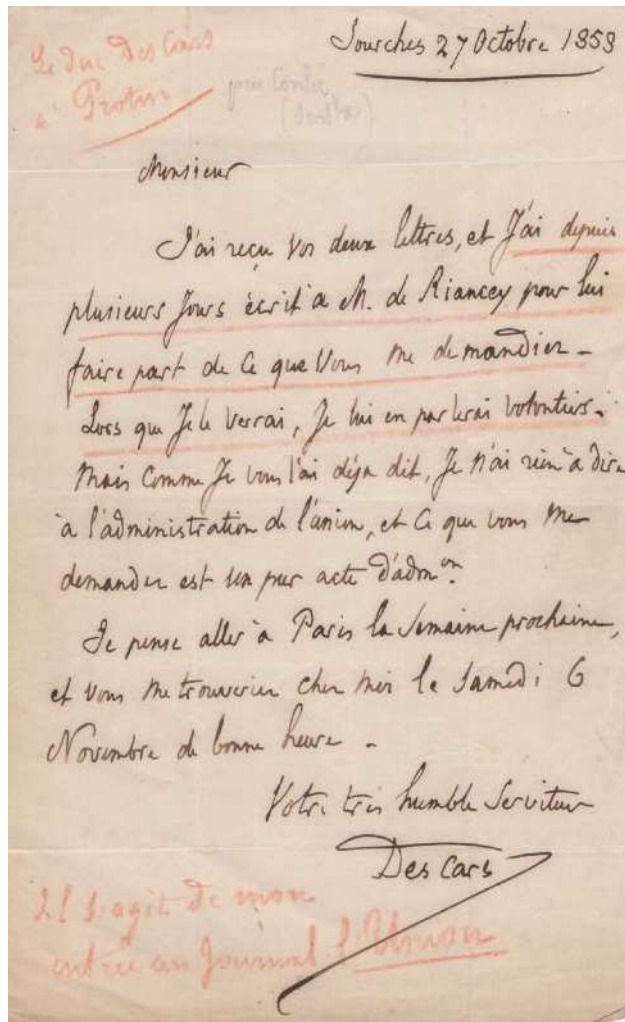 Le Duc Des Cars
a
Sourches 27 Octobre 1858
près Conlie
(Sarthe)
Monsieur
J'ai reçu vos deux lettres, et J'ai depuis
plusieurs Jours écrit à M. de Riancey pour lui
faire part de Ce que Vous me demandiez –
Lors que Je le verrai, Je lui en parlerai volontiers.
Mais Comme Je vous l'ai déja dit, Je n'ai rien à dire
à l'administration de l'union, et Ce que vous me
demandez est un pur acte d'admon.
Je pense aller à Paris la Semaine prochaine,
et vous me trouveriez chez moi le Samedi 6
Novembre de bonne heure –
Votre très humble Serviteur
Des Cars
Il s'agit de mon
entrée au Journal l'Union